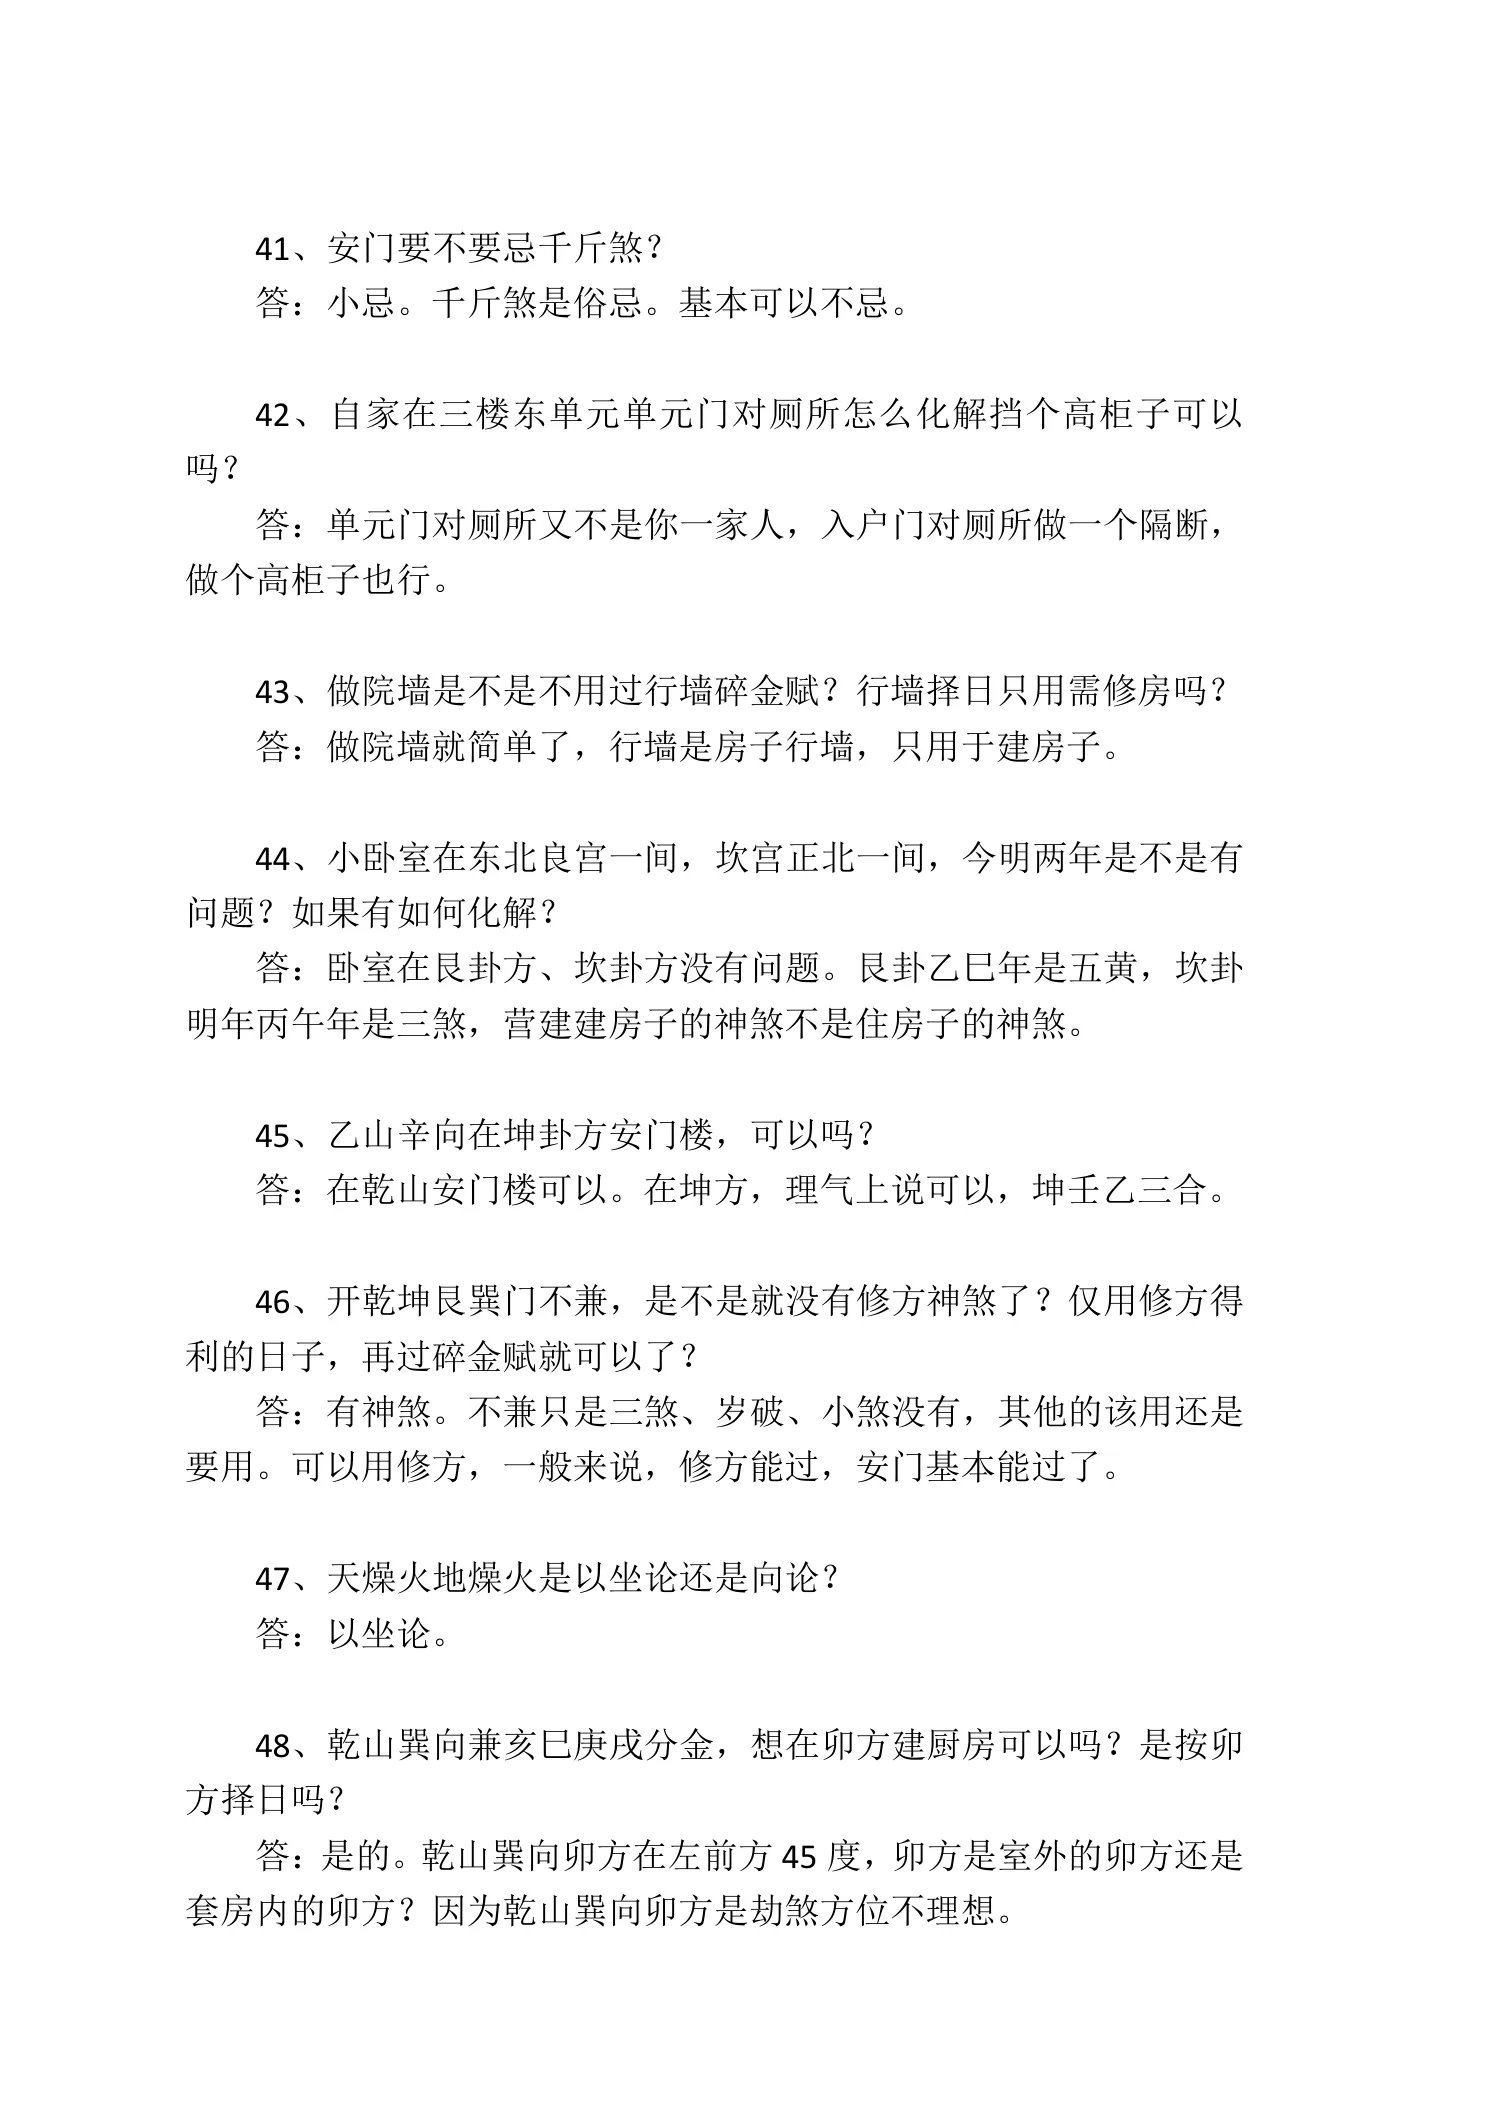 41、安门要不要忌千斤煞？
答：小忌。千斤煞是俗忌。基本可以不忌。
42、自家在三楼东单元单元门对厕所怎么化解挡个高柜子可以
吗？
答：单元门对厕所又不是你一家人，入户门对厕所做一个隔断，
做个高柜子也行。
43、做院墙是不是不用过行墙碎金赋？行墙择日只用需修房吗？
答：做院墙就简单了，行墙是房子行墙，只用于建房子。
44、小卧室在东北良宫一间，坎宫正北一间，今明两年是不是有
问题？如果有如何化解？
答：卧室在艮卦方、坎卦方没有问题。艮卦乙巳年是五黄，坎卦
明年丙午年是三煞，营建建房子的神煞不是住房子的神煞。
45、乙山辛向在坤卦方安门楼，可以吗？
答：在乾山安门楼可以。在坤方，理气上说可以，坤壬乙三合。
46、开乾坤艮巽门不兼，是不是就没有修方神煞了？仅用修方得
利的日子，再过碎金赋就可以了？
答：有神煞。不兼只是三煞、岁破、小煞没有，其他的该用还是
要用。可以用修方，一般来说，修方能过，安门基本能过了。
47、天燥火地燥火是以坐论还是向论？
答：以坐论。
48、乾山巽向兼亥巳庚戌分金，想在卯方建厨房可以吗？是按卯
方择日吗？
答：是的。乾山巽向卯方在左前方 45 度，卯方是室外的卯方还是
套房内的卯方？因为乾山巽向卯方是劫煞方位不理想。